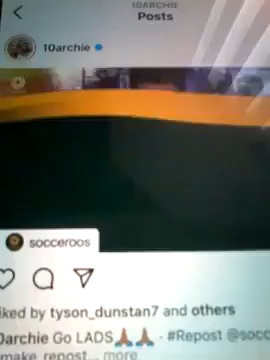 10ARCHIE
Posts
10archie
socceroos
iked by tyson_dunstan7 and others
0archie Go LADS🙏🏾🙏🏾 · #Repost @socc
make_repost... more